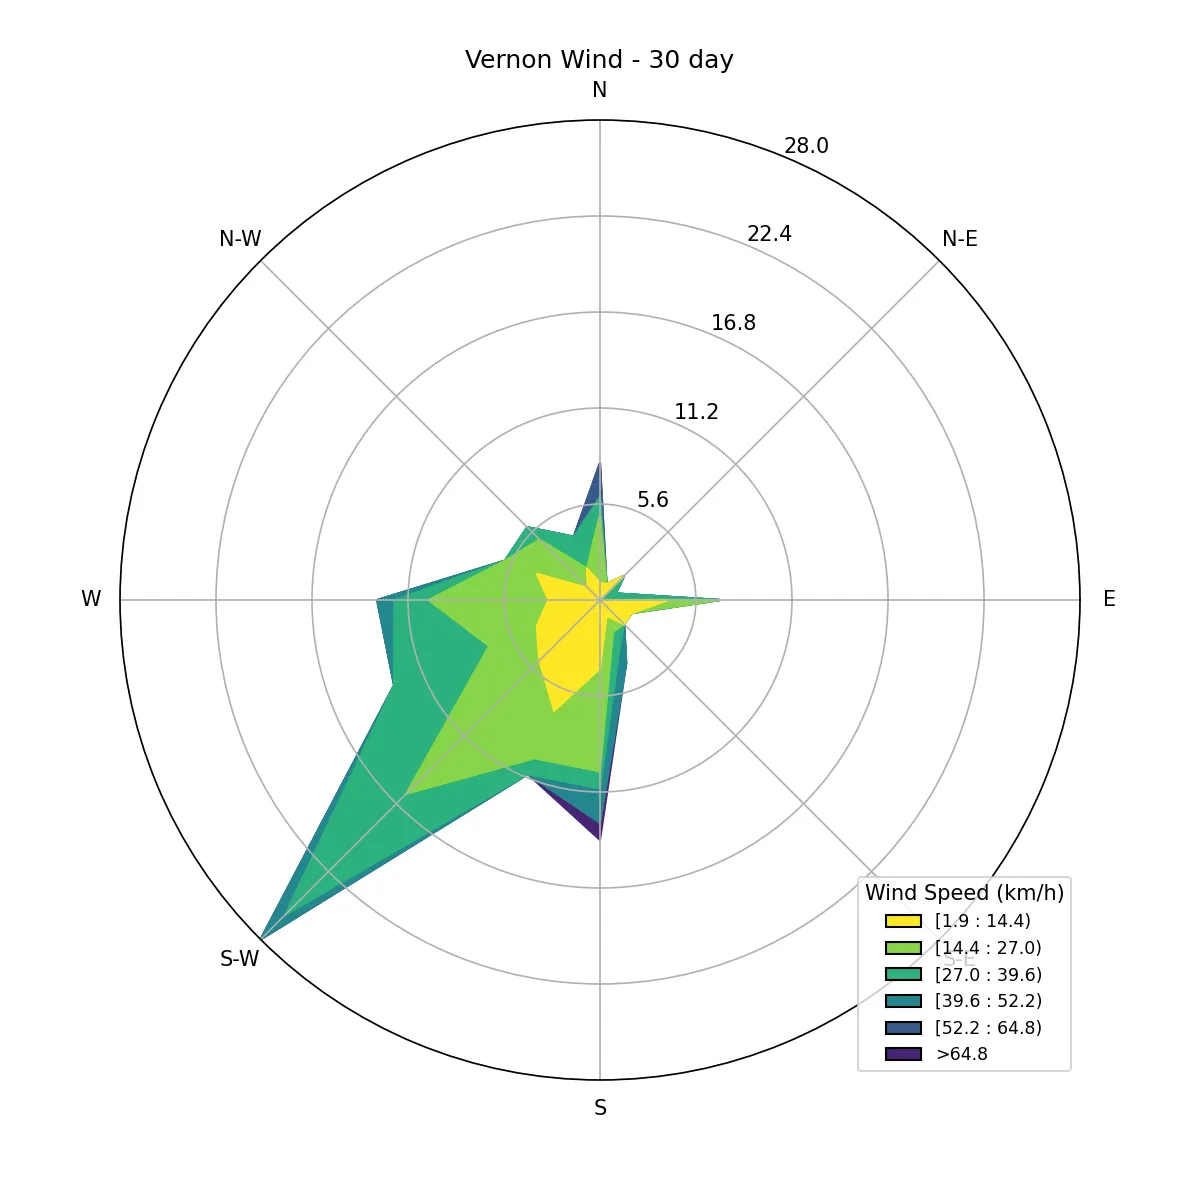 Vernon Wind - 30 day
N
28.0
N-W
N-E
22.4
16.8
11.2
5.6
W
E
S-W
S-E
S
Wind Speed (km/h)
[1.9 : 14.4)
[14.4 : 27.0)
[27.0 : 39.6)
[39.6 : 52.2)
[52.2 : 64.8)
>64.8